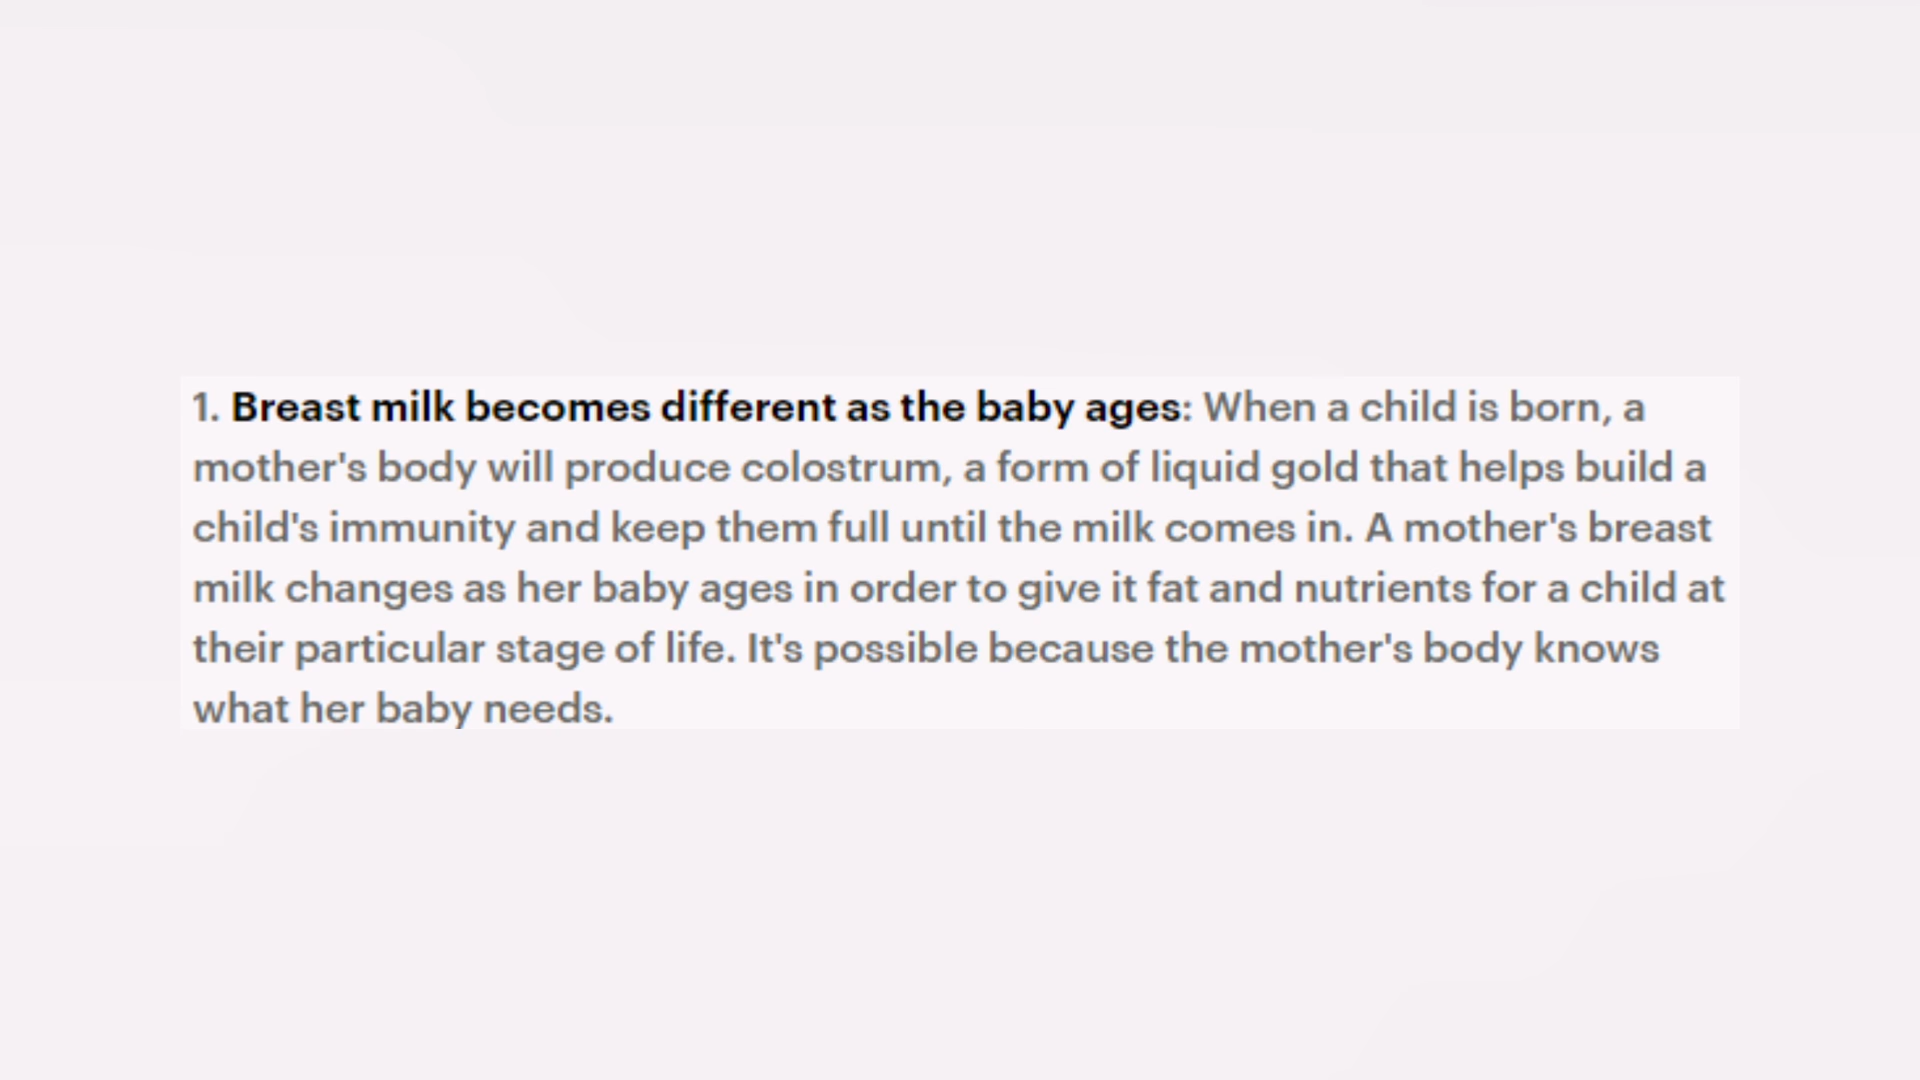 1. Breast milk becomes different as the baby ages: When a child is born, a
mother's body will produce colostrum, a form of liquid gold that helps build a
child's immunity and keep them full until the milk comes in. A mother's breast
milk changes as her baby ages in order to give it fat and nutrients for a child at
their particular stage of life. It's possible because the mother's body knows
what her baby needs.